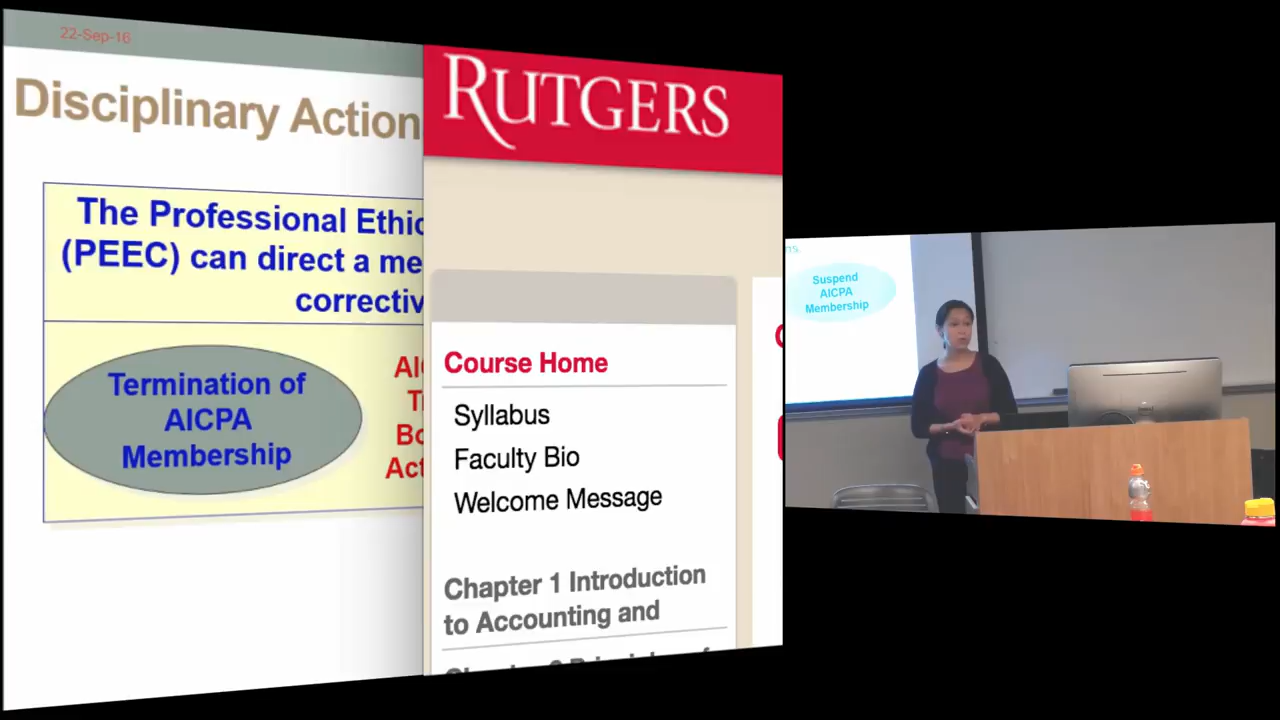 22-Sep-16
Disciplinary Action
The Professional Ethic
(PEEC) can direct a me
correctiv
Termination of
AICPA
Membership
RUTGERS
Course Home
Syllabus
Faculty Bio
Welcome Message
Chapter 1 Introduction
to Accounting and
Suspend
AICPA
Membership